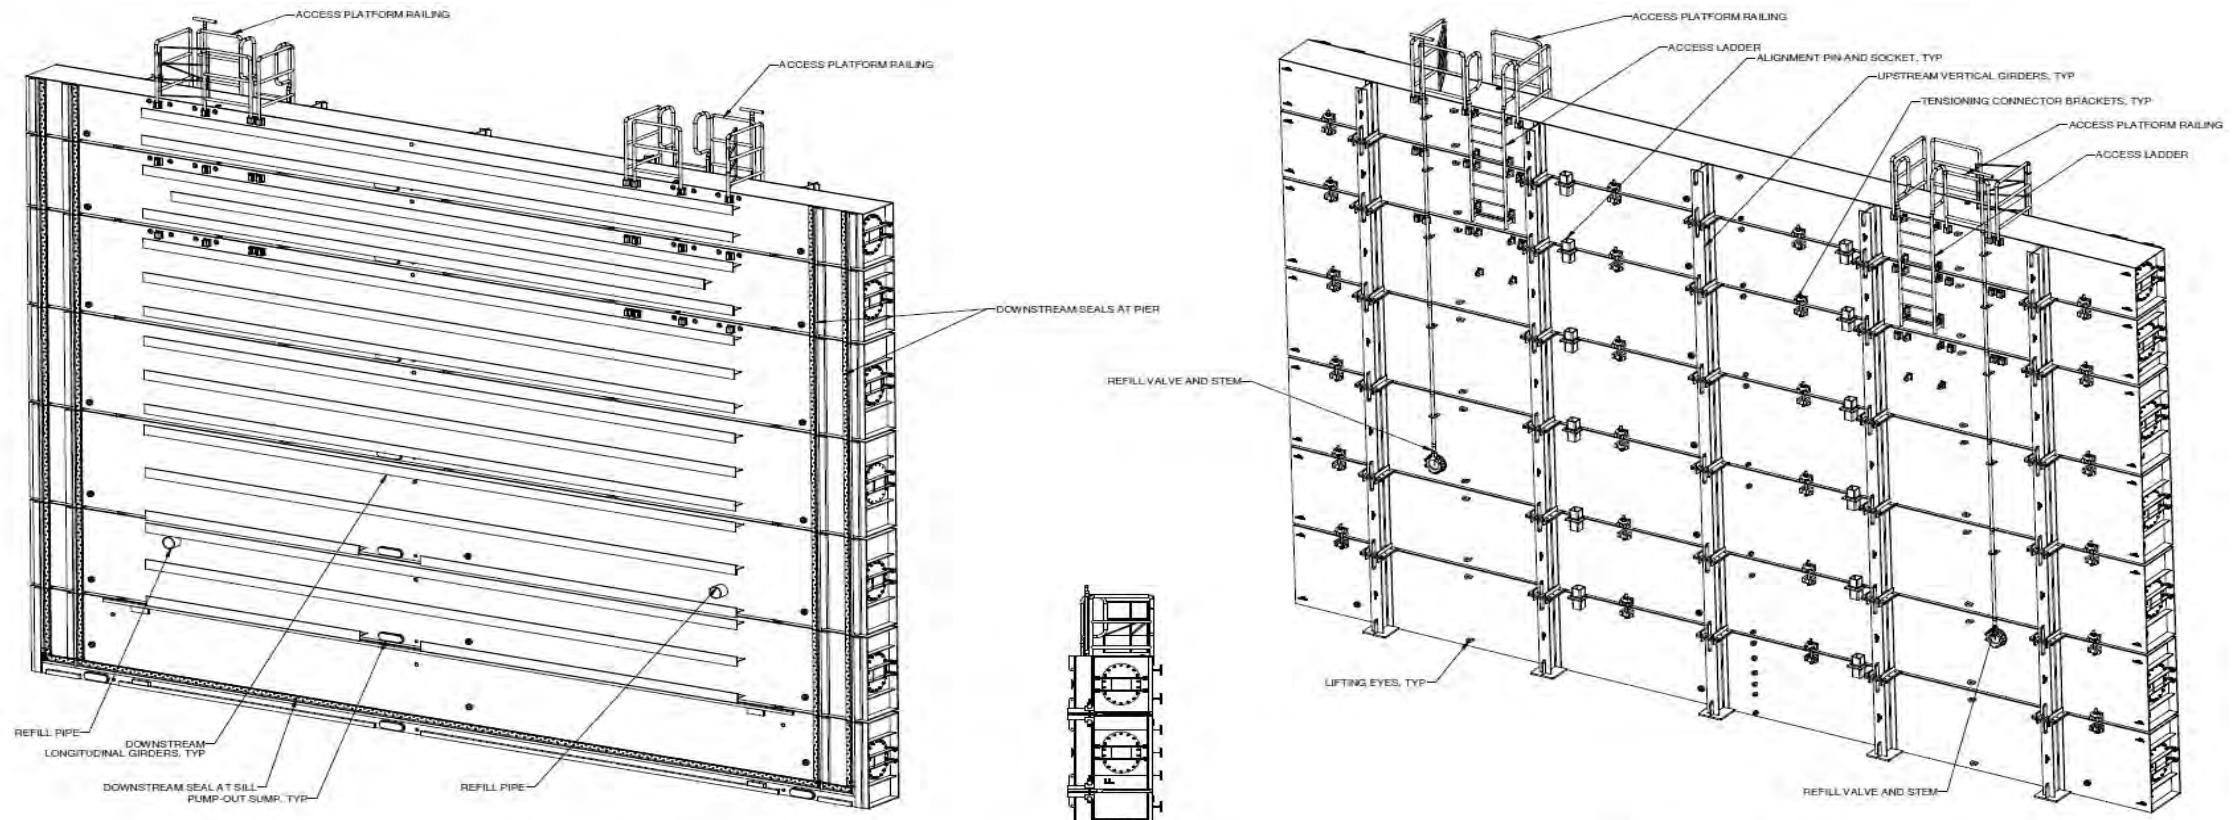 ACCESS PLATFORM RAILING
ACCESS PLATFORM RAILING
DOWNSTREAM SEALS AT PIER
REFILL PIPE
DOWNSTREAM
LONGITUDINAL GIRDERS, TYP
DOWNSTREAM SEAL AT SILL
PUMP-OUT SUMP, TYP
REFILL PIPE
ACCESS PLATFORM RAILING
ACCESS LADDER
ALIGNMENT PIN AND SOCKET, TYP
UPSTREAM VERTICAL GIRDERS, TYP
TENSIONING CONNECTOR BRACKETS, TYP
ACCESS PLATFORM RAILING
ACCESS LADDER
REFILL VALVE AND STEM
LIFTING EYES, TYP
REFILL VALVE AND STEM